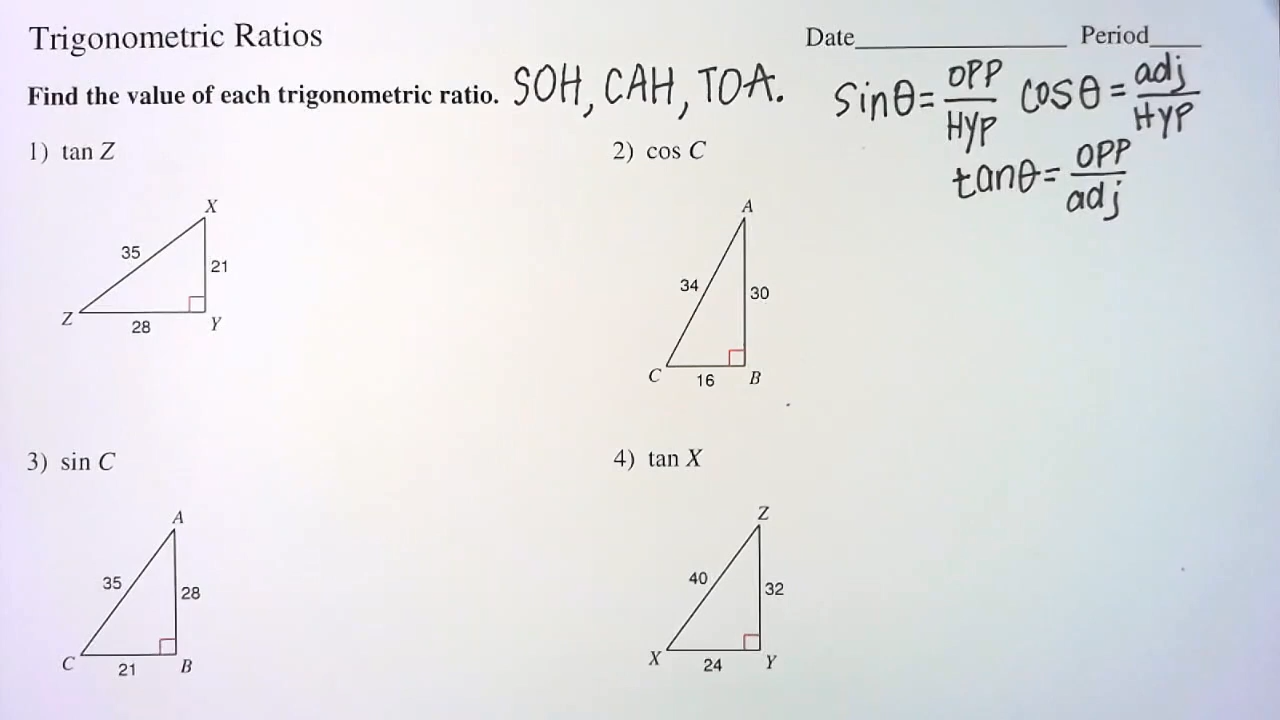 Trigonometric Ratios
Date____________________ Period____
Find the value of each trigonometric ratio. SOH, CAH, TOA.
sinθ = OPP/HYP cosθ = adj/HYP
tanθ = OPP/adj
1) tan Z
2) cos C
X
35
21
Z
28
Y
A
34
30
C
16
B
3) sin C
4) tan X
A
35
28
C
21
B
Z
40
32
X
24
Y